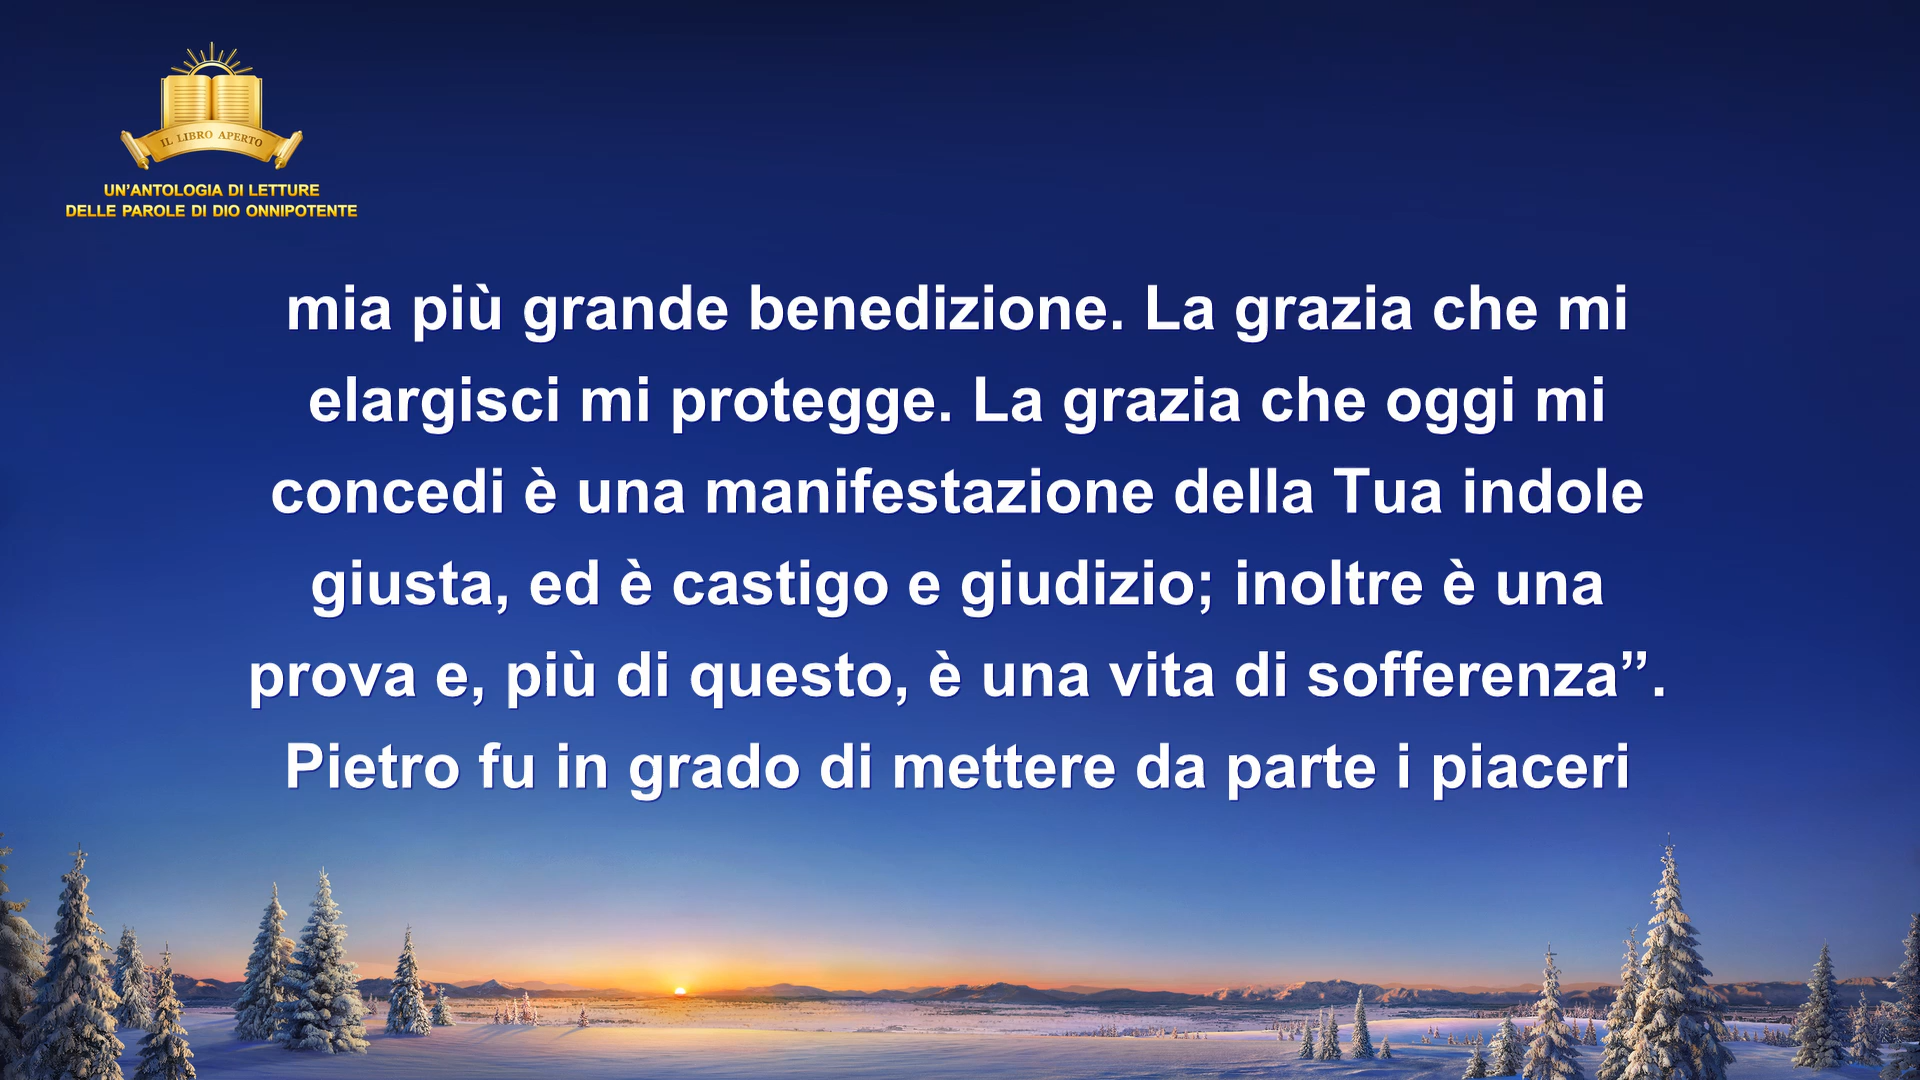 IL LIBRO APERTO
UN’ANTOLOGIA DI LETTURE
DELLE PAROLE DI DIO ONNIPOTENTE
mia più grande benedizione. La grazia che mi
elargisci mi protegge. La grazia che oggi mi
concedi è una manifestazione della Tua indole
giusta, ed è castigo e giudizio; inoltre è una
prova e, più di questo, è una vita di sofferenza”.
Pietro fu in grado di mettere da parte i piaceri